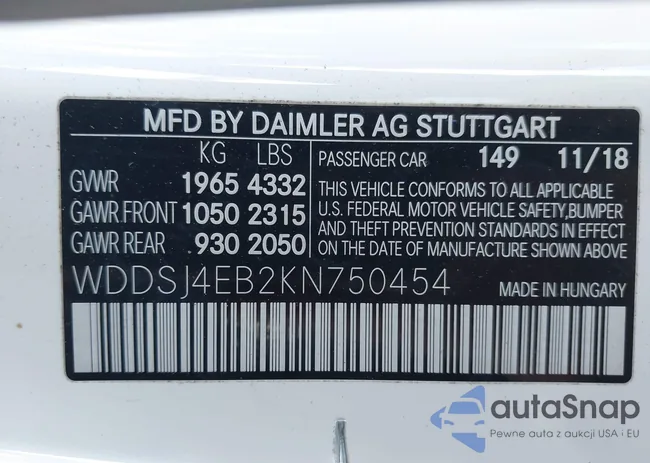 MFD BY DAIMLER AG STUTTGART
KG LBS
GVWR 1965 4332
GAWR FRONT 1050 2315
GAWR REAR 930 2050
PASSENGER CAR 149 11/18
THIS VEHICLE CONFORMS TO ALL APPLICABLE
U.S. FEDERAL MOTOR VEHICLE SAFETY,BUMPER
AND THEFT PREVENTION STANDARDS IN EFFECT
ON THE DATE OF MANUFACTURE SHOWN ABOVE
WDDSJ4EB2KN750454 MADE IN HUNGARY
autaSnap
Pewne auta z aukcji USA i EU